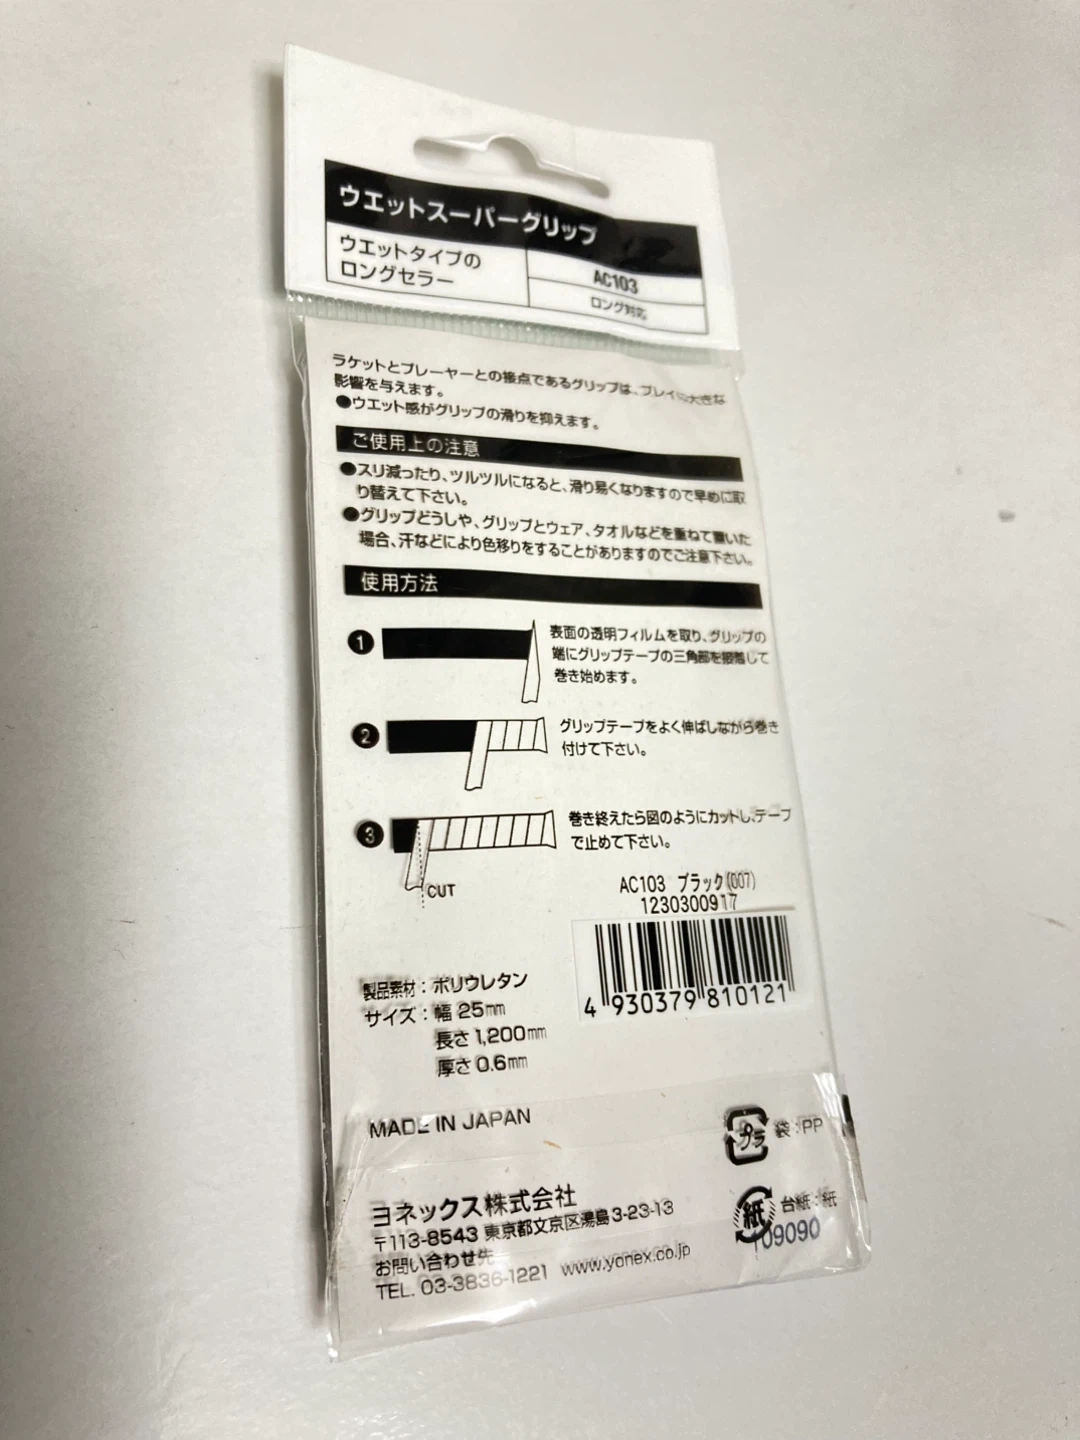 ウエットスーパーグリップ
ウエットタイプの
ロングセラー
AC103
ロング対応
ラケットとプレーヤーとの接点であるグリップは、プレイに大きな
影響を与えます。
●ウエット感がグリップの滑りを抑えます。
ご使用上の注意
●スリ減ったり、ツルツルになると、滑り易くなりますので早めに取
り替えて下さい。
●グリップどうしや、グリップとウェア、タオルなどを重ねて置いた
場合、汗などにより色移りをすることがありますのでご注意下さい。
使用方法
1
表面の透明フィルムを取り、グリップの
端にグリップテープの三角部を接着して
巻き始めます。
2
グリップテープをよく伸ばしながら巻き
付けて下さい。
3
巻き終えたら図のようにカットし、テープ
で止めて下さい。
CUT
AC103 ブラック(007)
1230300917
4 930379 810121
製品素材：ポリウレタン
サイズ：幅 25mm
長さ 1,200mm
厚さ 0.6mm
MADE IN JAPAN
プラ 袋：PP
ヨネックス株式会社
〒113-8543 東京都文京区湯島3-23-13
お問い合わせ先
TEL. 03-3836-1221 www.yonex.co.jp
紙 台紙：紙
109090